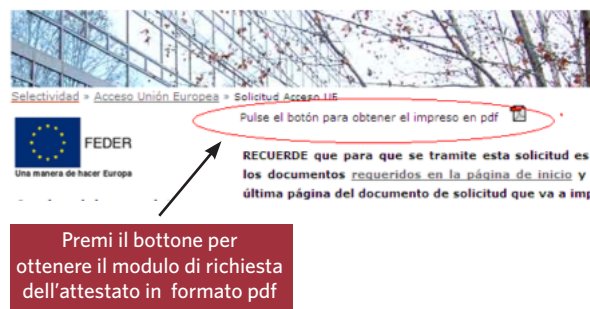 Selectividad » Acceso Unión Europea » Solicitud Acceso UE
Pulse el botón para obtener el impreso en pdf
FEDER
Una manera de hacer Europa
RECUERDE que para que se tramite esta solicitud es
los documentos requeridos en la página de inicio y
última página del documento de solicitud que va a imp
Premi il bottone per
ottenere il modulo di richiesta
dell'attestato in formato pdf